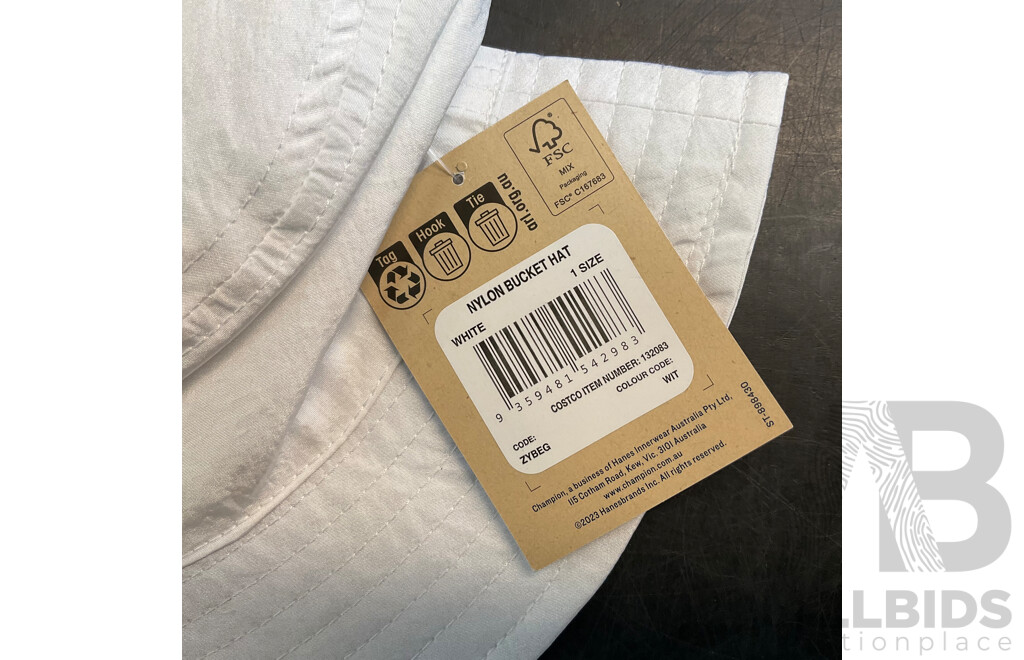 FSC®
MIX
Packaging
FSC® C167683
Tag
Hook
Tie
arl.org.au
NYLON BUCKET HAT
WHITE
1 SIZE
9 359481 542983
COSTCO ITEM NUMBER: 132083
COLOUR CODE:
WIT
CODE:
ZYBEG
Champion, a business of Hanes Innerwear Australia Pty Ltd,
115 Cotham Road, Kew, Vic. 3101 Australia
www.champion.com.au
©2023 Hanesbrands Inc. All rights reserved.
ST-898430
B
LLBIDS
tionplace